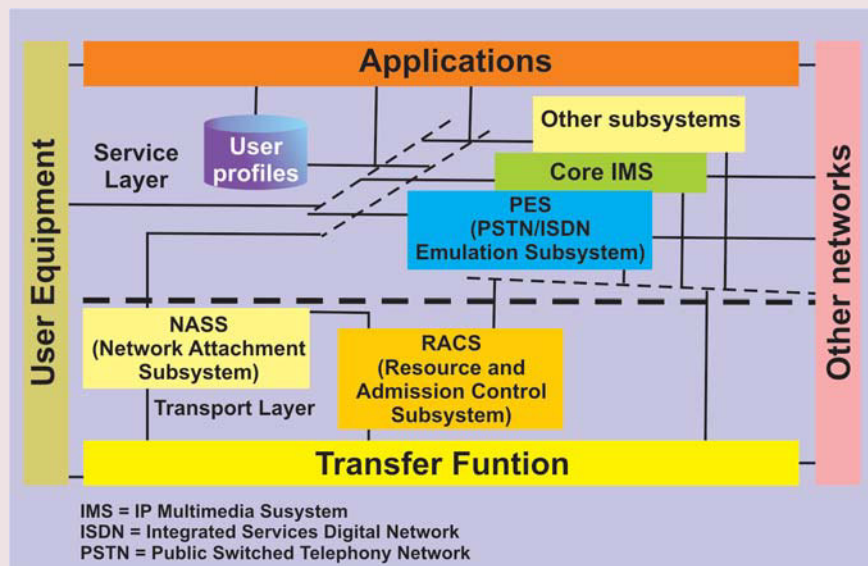 Applications
User Equipment
Other networks
Service
Layer
User
profiles
Other subsystems
Core IMS
PES
(PSTN/ISDN
Emulation Subsystem)
NASS
(Network Attachment
Subsystem)
RACS
(Resource and
Admission Control
Subsystem)
Transport Layer
Transfer Funtion
IMS = IP Multimedia Susystem
ISDN = Integrated Services Digital Network
PSTN = Public Switched Telephony Network